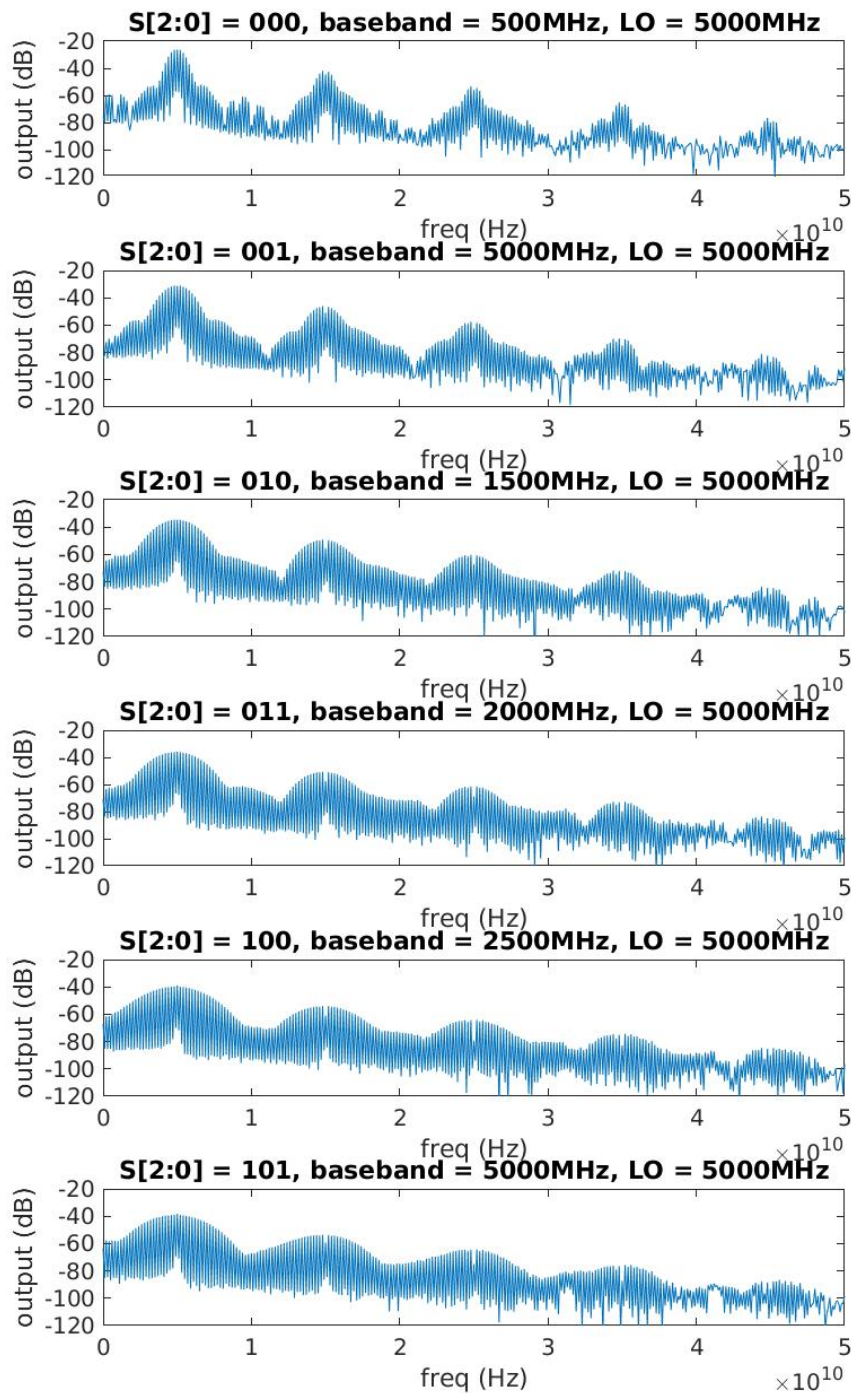 S[2:0] = 000, baseband = 500MHz, LO = 5000MHz
output (dB)
-20
-40
-60
-80
-100
-120
0 1 2 3 4 5
freq (Hz)
×10^10
S[2:0] = 001, baseband = 5000MHz, LO = 5000MHz
output (dB)
-20
-40
-60
-80
-100
-120
0 1 2 3 4 5
freq (Hz)
×10^10
S[2:0] = 010, baseband = 1500MHz, LO = 5000MHz
output (dB)
-20
-40
-60
-80
-100
-120
0 1 2 3 4 5
freq (Hz)
×10^10
S[2:0] = 011, baseband = 2000MHz, LO = 5000MHz
output (dB)
-20
-40
-60
-80
-100
-120
0 1 2 3 4 5
freq (Hz)
×10^10
S[2:0] = 100, baseband = 2500MHz, LO = 5000MHz
output (dB)
-20
-40
-60
-80
-100
-120
0 1 2 3 4 5
freq (Hz)
×10^10
S[2:0] = 101, baseband = 5000MHz, LO = 5000MHz
output (dB)
-20
-40
-60
-80
-100
-120
0 1 2 3 4 5
freq (Hz)
×10^10